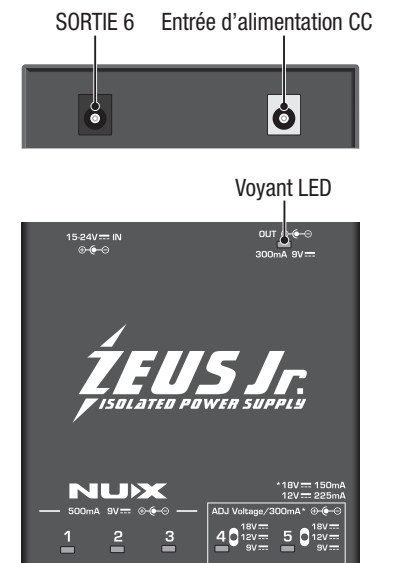 SORTIE 6 Entrée d’alimentation CC
Voyant LED
15-24V⎓ IN
OUT
300mA 9V⎓
ZEUS Jr.
ISOLATED POWER SUPPLY
NUX
*18V⎓ 150mA
12V⎓ 225mA
500mA 9V⎓
ADJ Voltage/300mA*
1 2 3
4 18V⎓ 12V⎓ 9V⎓
5 18V⎓ 12V⎓ 9V⎓